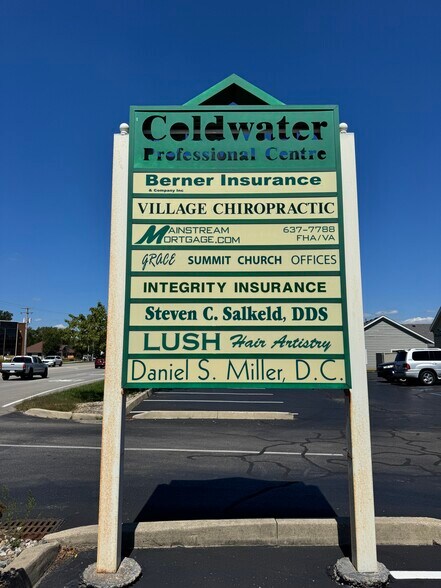 Coldwater
Professional Centre
Berner Insurance
& Company Inc.
VILLAGE CHIROPRACTIC
MAINSTREAM 637-7788
MORTGAGE.COM FHA/VA
GRACE SUMMIT CHURCH OFFICES
INTEGRITY INSURANCE
Steven C. Salkeld, DDS
LUSH Hair Artistry
Daniel S. Miller, D.C.